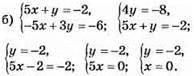 б) {5x + y = -2, {4y = -8,
{-5x + 3y = -6; {5x + y = -2;
{y = -2, {y = -2, {y = -2,
{5x - 2 = -2; {5x = 0; {x = 0.